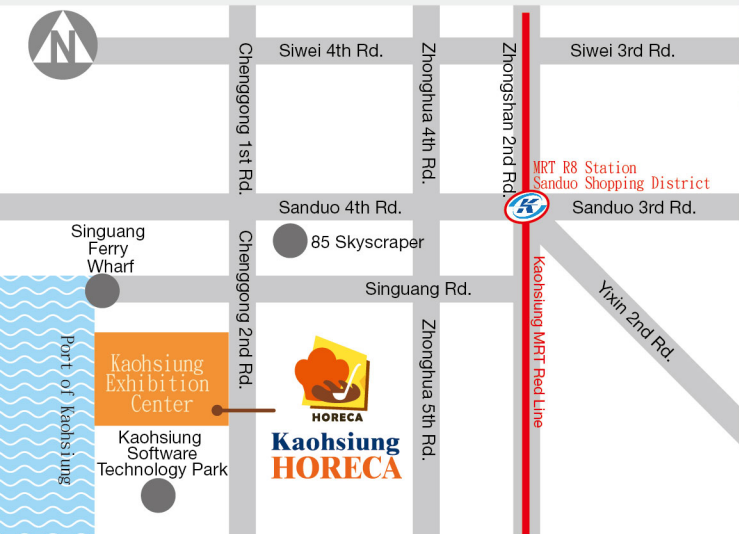 N
Siwei 4th Rd.
Siwei 3rd Rd.
Chenggong 1st Rd.
Zhonghua 4th Rd.
Zhongshan 2nd Rd.
MRT R8 Station
Sanduo Shopping District
Sanduo 4th Rd.
K
Sanduo 3rd Rd.
Singuang
Ferry
Wharf
85 Skyscraper
Chenggong 2nd Rd.
Singuang Rd.
Kaohsiung MRT Red Line
Yixin 2nd Rd.
Port of Kaohsiung
Kaohsiung
Exhibition
Center
Zhonghua 5th Rd.
HORECA
Kaohsiung
HORECA
Kaohsiung
Software
Technology Park